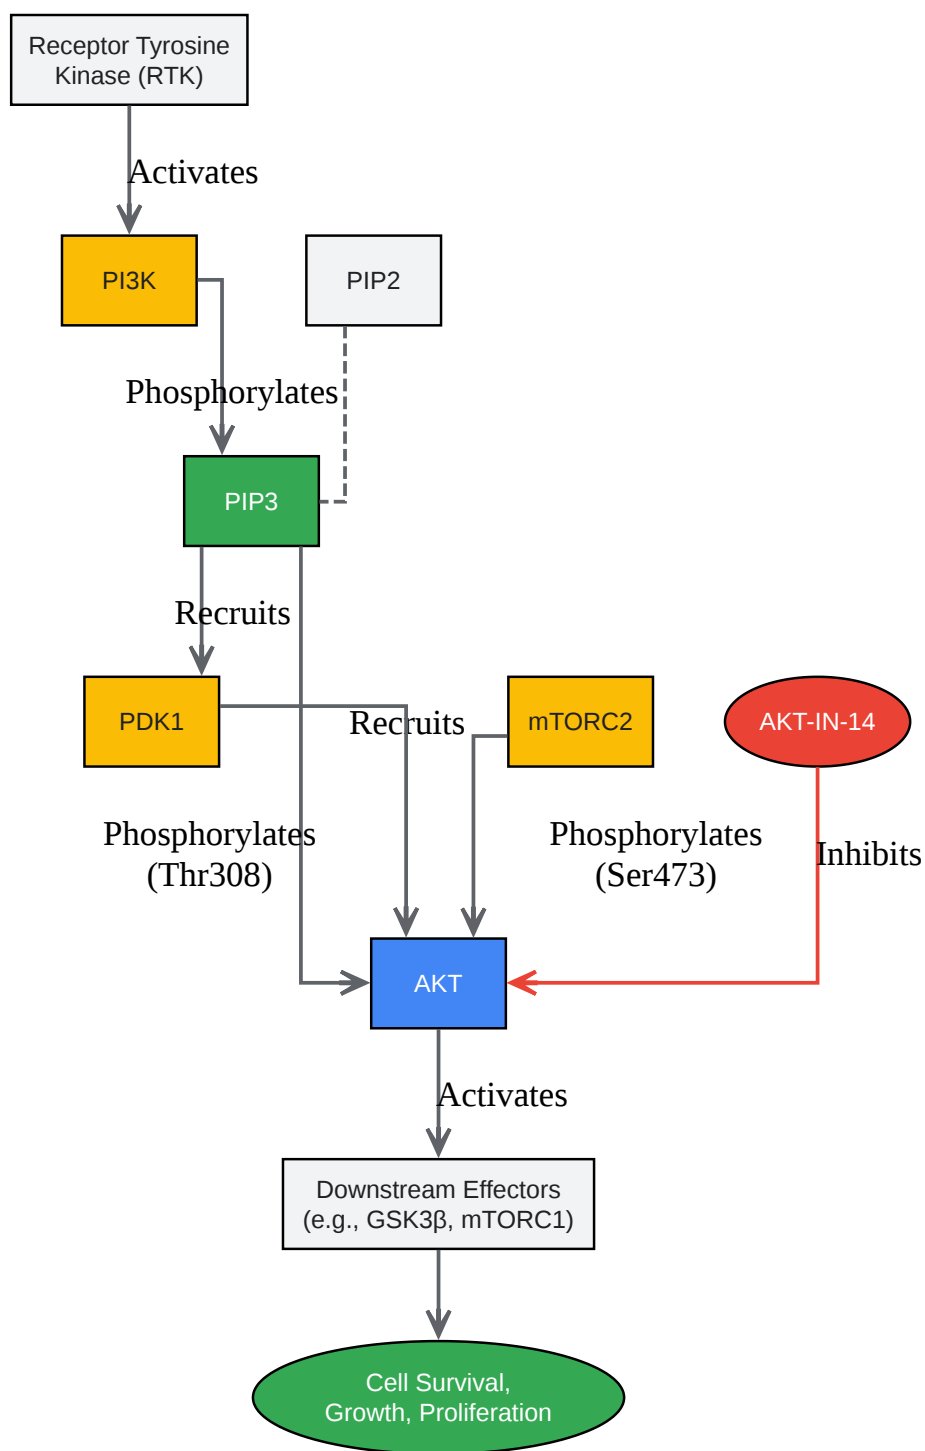 Receptor Tyrosine
Kinase (RTK)
Activates
PI3K
PIP2
Phosphorylates
PIP3
Recruits
PDK1
Recruits
mTORC2
AKT-IN-14
Phosphorylates
(Thr308)
Phosphorylates
(Ser473)
Inhibits
AKT
Activates
Downstream Effectors
(e.g., GSK3β, mTORC1)
Cell Survival,
Growth, Proliferation